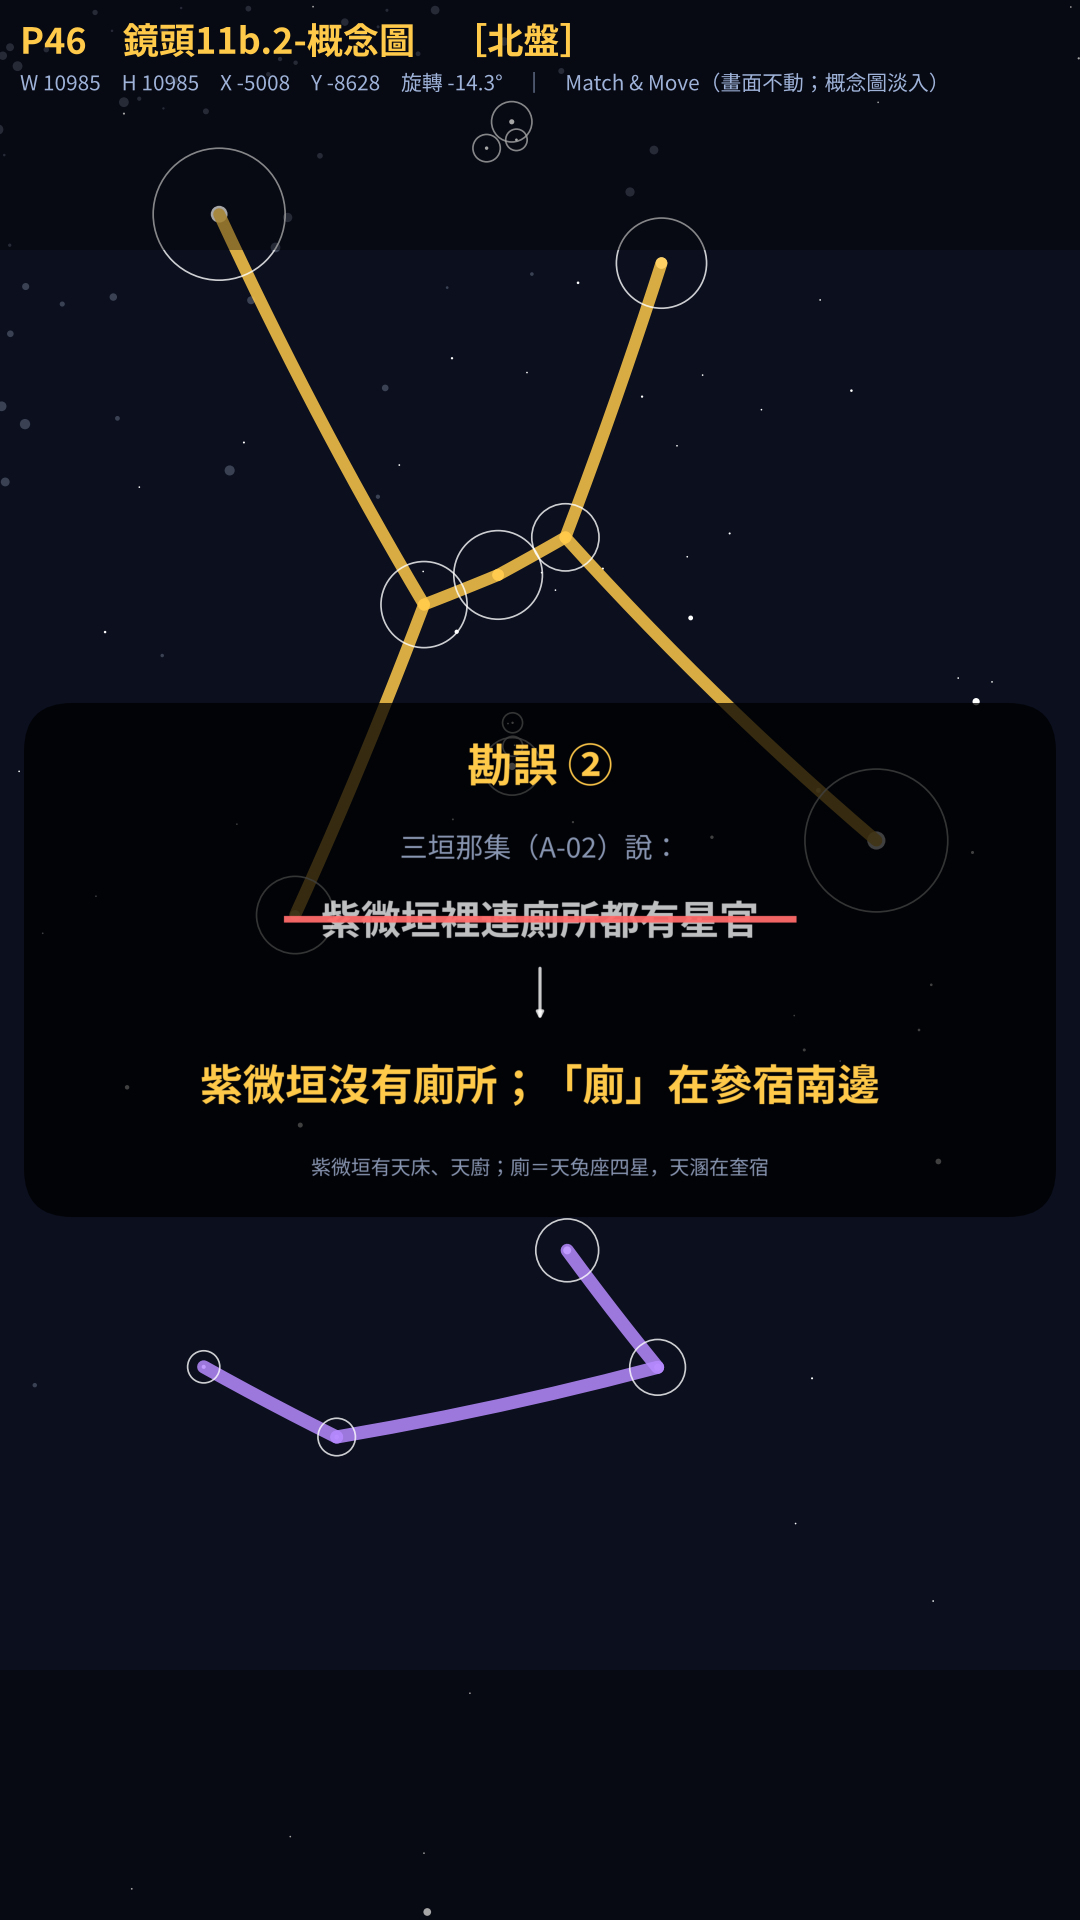 P46 鏡頭11b.2-概念圖 [北盤]
W 10985 H 10985 X -5008 Y -8628 旋轉 -14.3° | Match & Move（畫面不動；概念圖淡入）
勘誤 ②
三垣那集（A-02）說：
紫微垣裡連廁所都有星官
紫微垣沒有廁所；「廁」在參宿南邊
紫微垣有天床、天廚；廁＝天兔座四星，天溷在奎宿